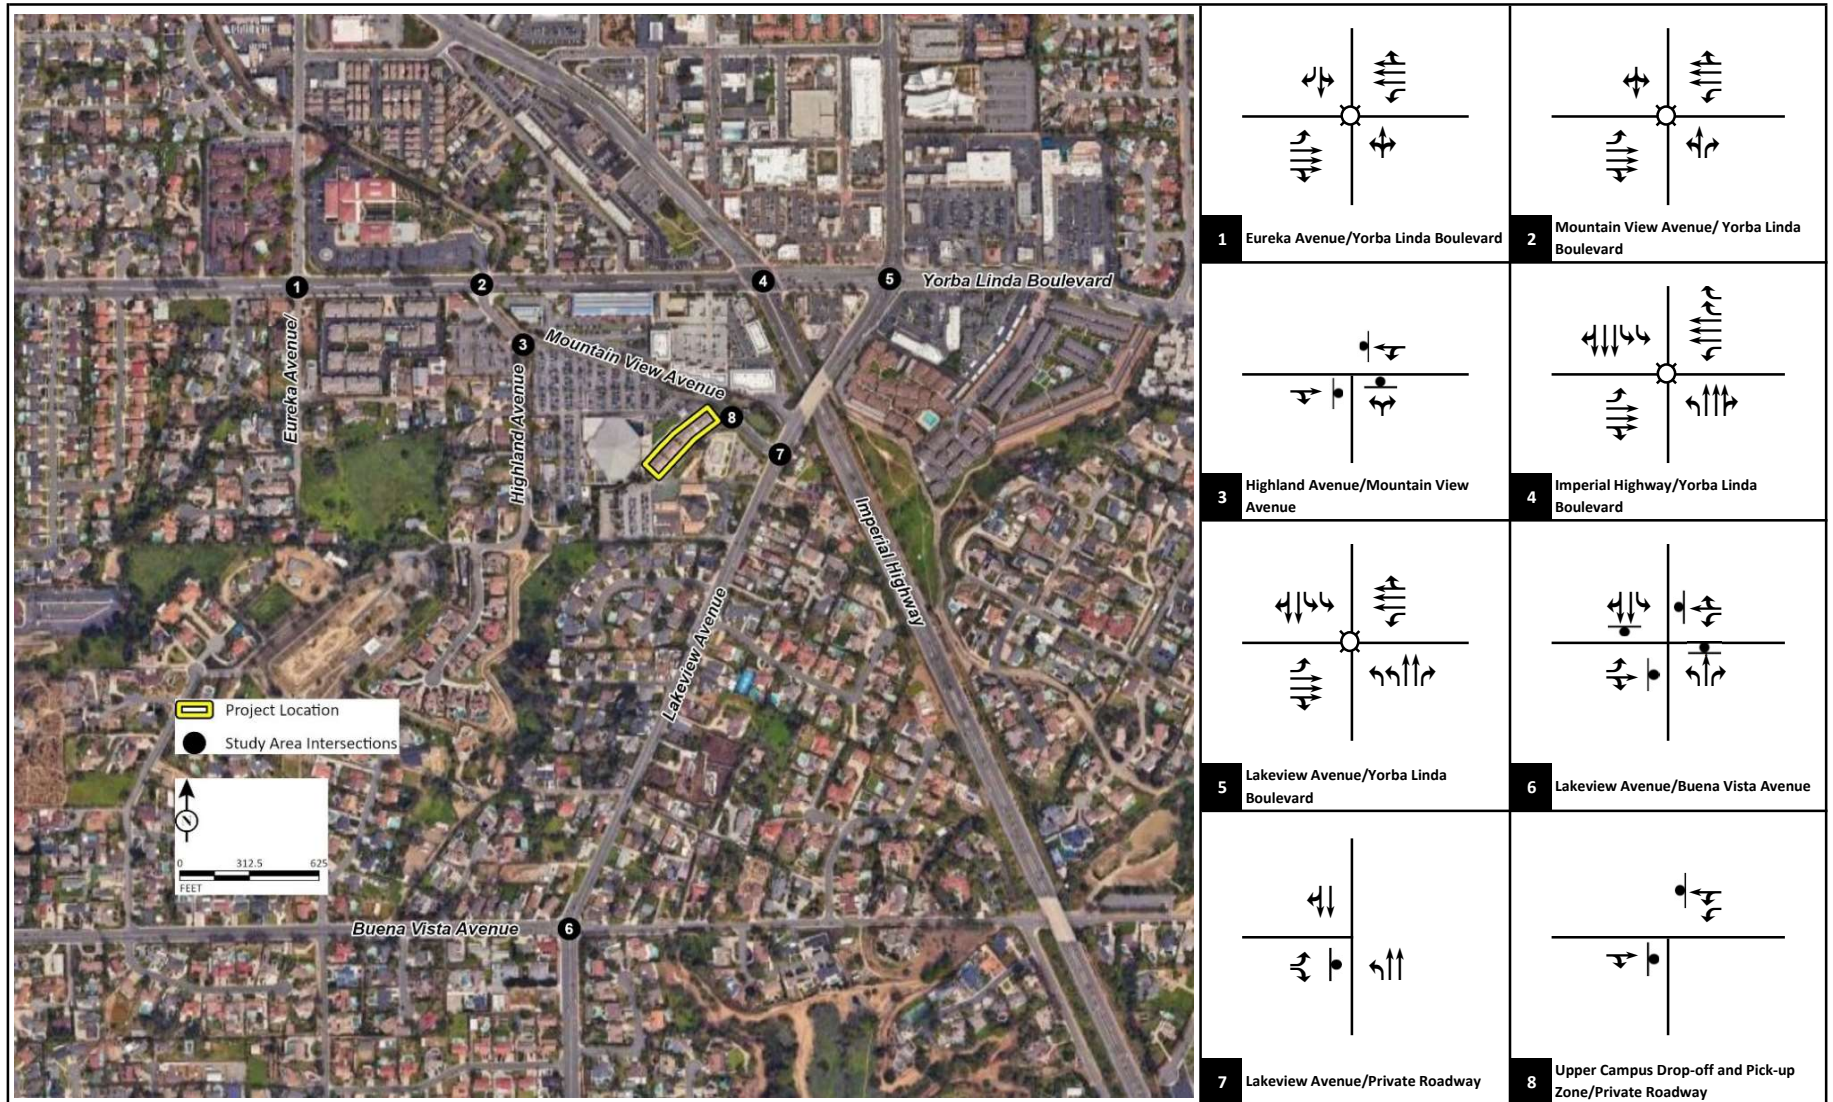 1
2
4
5
Yorba Linda Boulevard
Eureka Avenue/
3
Mountain View Avenue
Highland Avenue
8
7
Imperial Highway
Lakeview Avenue
Project Location
Study Area Intersections
N
0 312.5 625
FEET
Buena Vista Avenue
6
1 Eureka Avenue/Yorba Linda Boulevard
2 Mountain View Avenue/ Yorba Linda
Boulevard
3 Highland Avenue/Mountain View
Avenue
4 Imperial Highway/Yorba Linda
Boulevard
5 Lakeview Avenue/Yorba Linda
Boulevard
6 Lakeview Avenue/Buena Vista Avenue
7 Lakeview Avenue/Private Roadway
8 Upper Campus Drop-off and Pick-up
Zone/Private Roadway